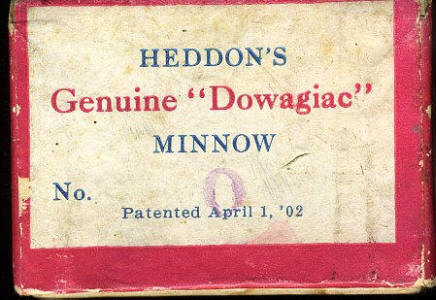 HEDDON'S
Genuine "Dowagiac"
MINNOW
No. 0
Patented April 1, '02